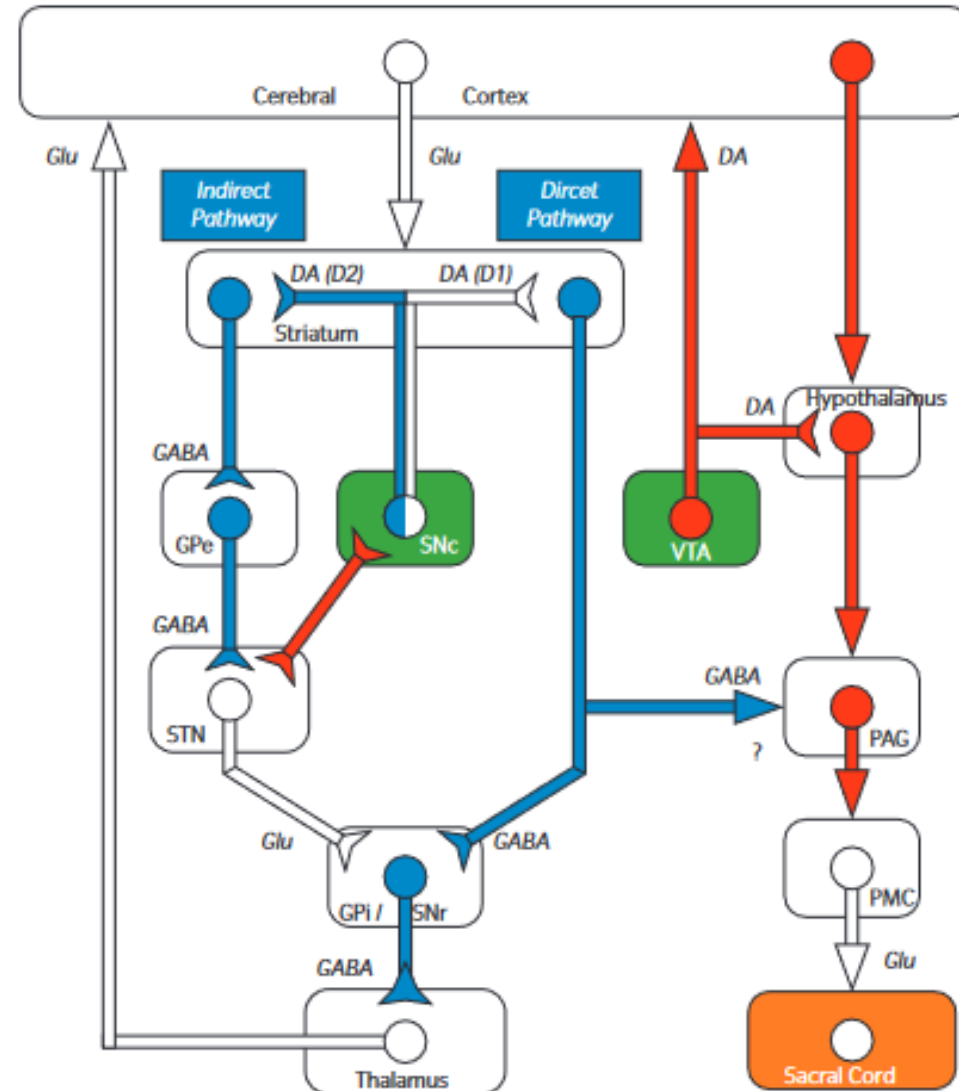 Cerebral Cortex
Glu
Glu
DA
Indirect
Pathway
Dircet
Pathway
DA (D2)
DA (D1)
Striatum
Hypothalamus
DA
GABA
GPe
SNc
VTA
GABA
GABA
STN
?
PAG
Glu
GABA
GPi / SNr
PMC
GABA
Glu
Thalamus
Sacral Cord